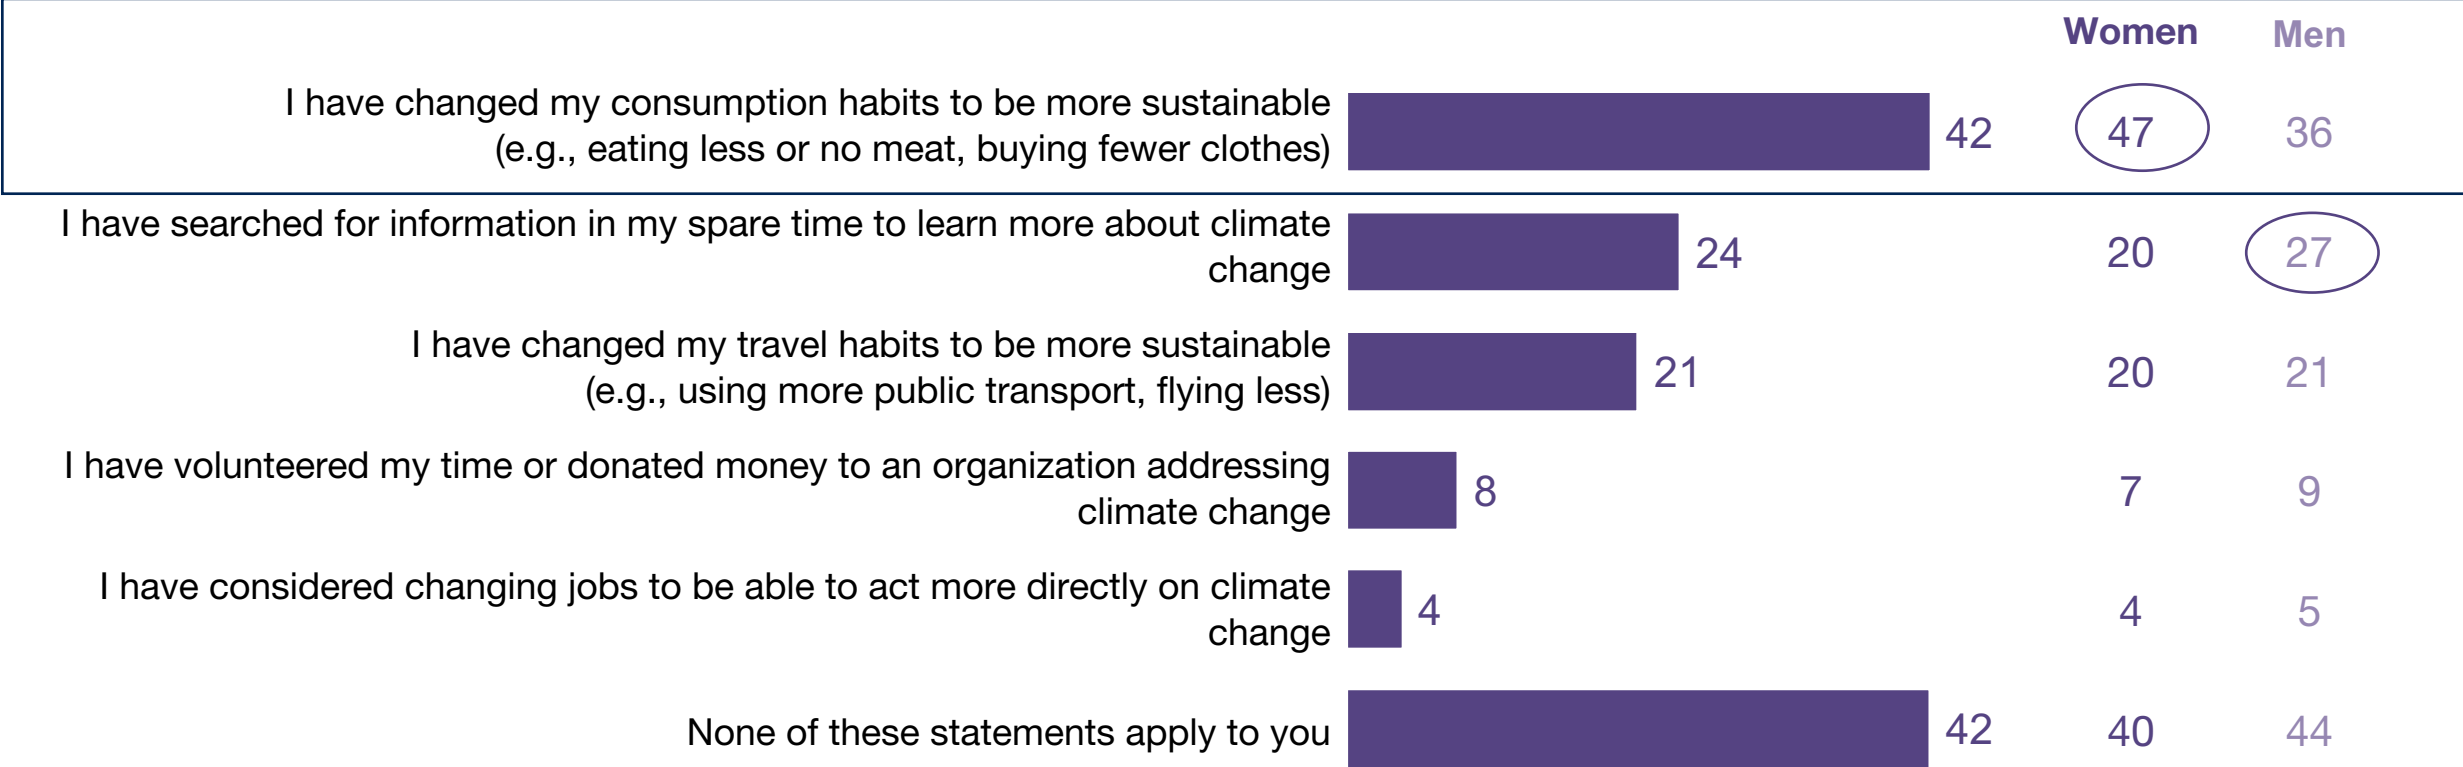 Women Men
I have changed my consumption habits to be more sustainable
(e.g., eating less or no meat, buying fewer clothes)
42 47 36
I have searched for information in my spare time to learn more about climate
change
24 20 27
I have changed my travel habits to be more sustainable
(e.g., using more public transport, flying less)
21 20 21
I have volunteered my time or donated money to an organization addressing
climate change
8 7 9
I have considered changing jobs to be able to act more directly on climate
change
4 4 5
None of these statements apply to you 42 40 44